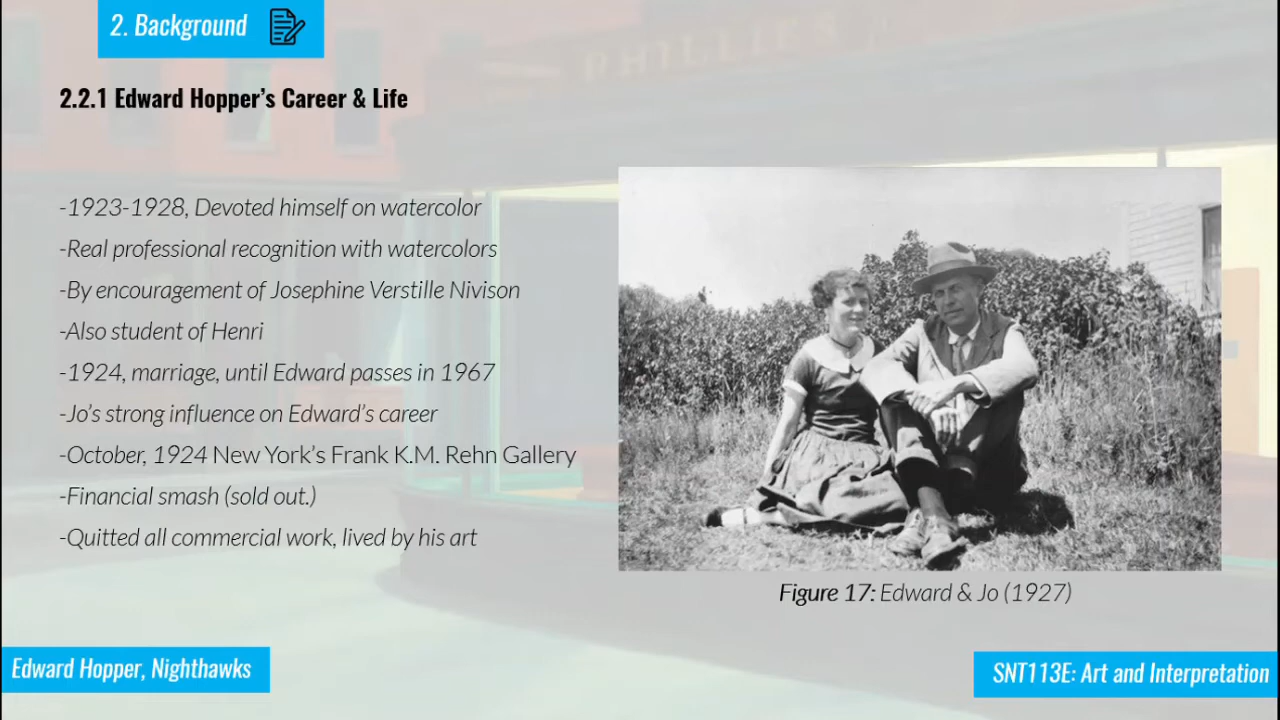 2. Background
PHILLIES
2.2.1 Edward Hopper's Career & Life
-1923-1928, Devoted himself on watercolor
-Real professional recognition with watercolors
-By encouragement of Josephine Verstille Nivison
-Also student of Henri
-1924, marriage, until Edward passes in 1967
-Jo's strong influence on Edward's career
-October, 1924 New York's Frank K.M. Rehn Gallery
-Financial smash (sold out.)
-Quitted all commercial work, lived by his art
Figure 17: Edward & Jo (1927)
Edward Hopper, Nighthawks
SNT113E: Art and Interpretation